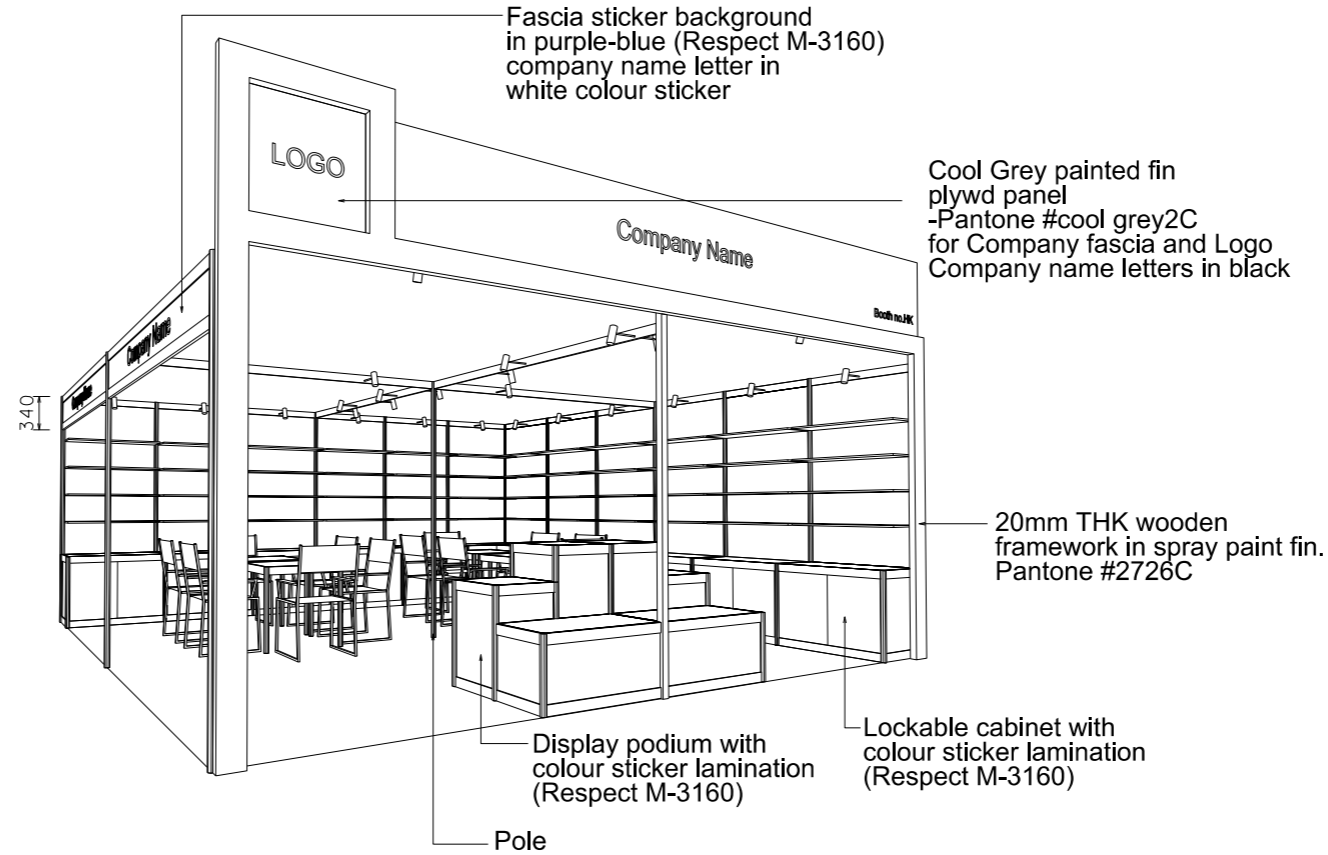 Fascia sticker background
in purple-blue (Respect M-3160)
company name letter in
white colour sticker
LOGO
Cool Grey painted fin
plywd panel
-Pantone #cool grey2C
for Company fascia and Logo
Company name letters in black
Company Name
Booth no.HK
Company Name
Company Name
340
20mm THK wooden
framework in spray paint fin.
Pantone #2726C
Display podium with
colour sticker lamination
(Respect M-3160)
Lockable cabinet with
colour sticker lamination
(Respect M-3160)
Pole